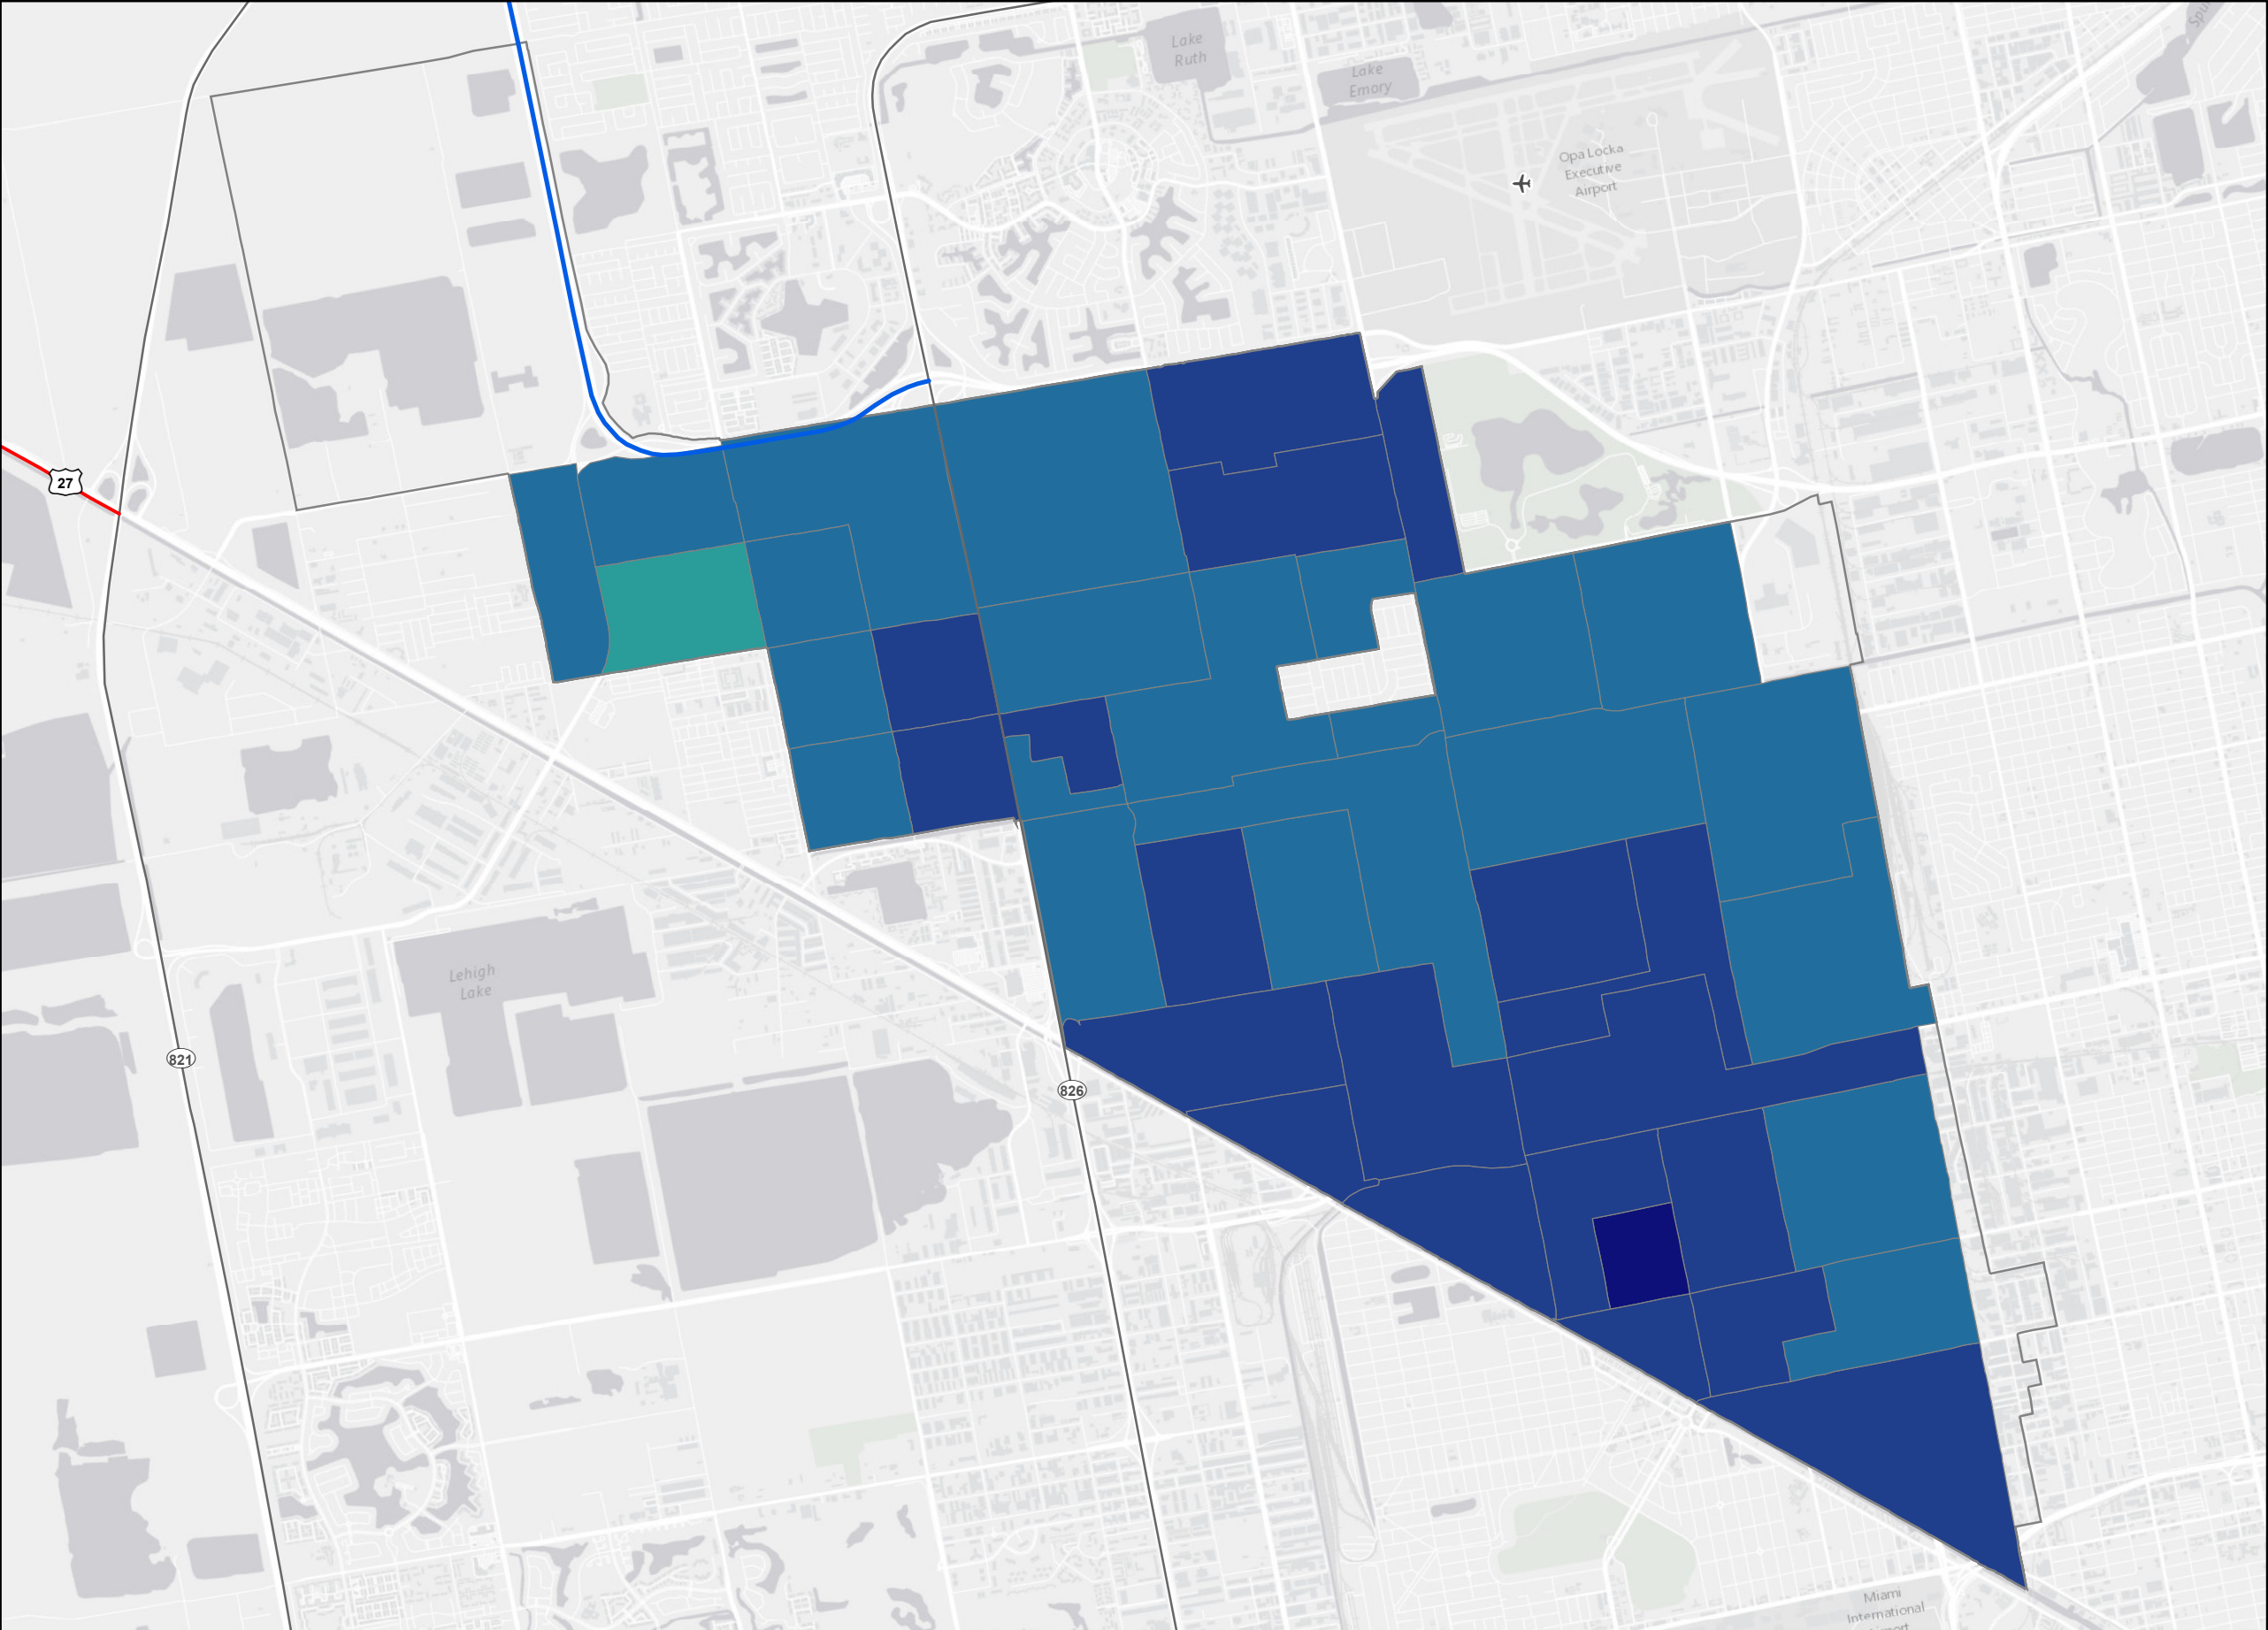 Lake
Ruth
Lake
Emory
Opa Locka
Executive
Airport
27
Lehigh
Lake
821
826
Miami
International